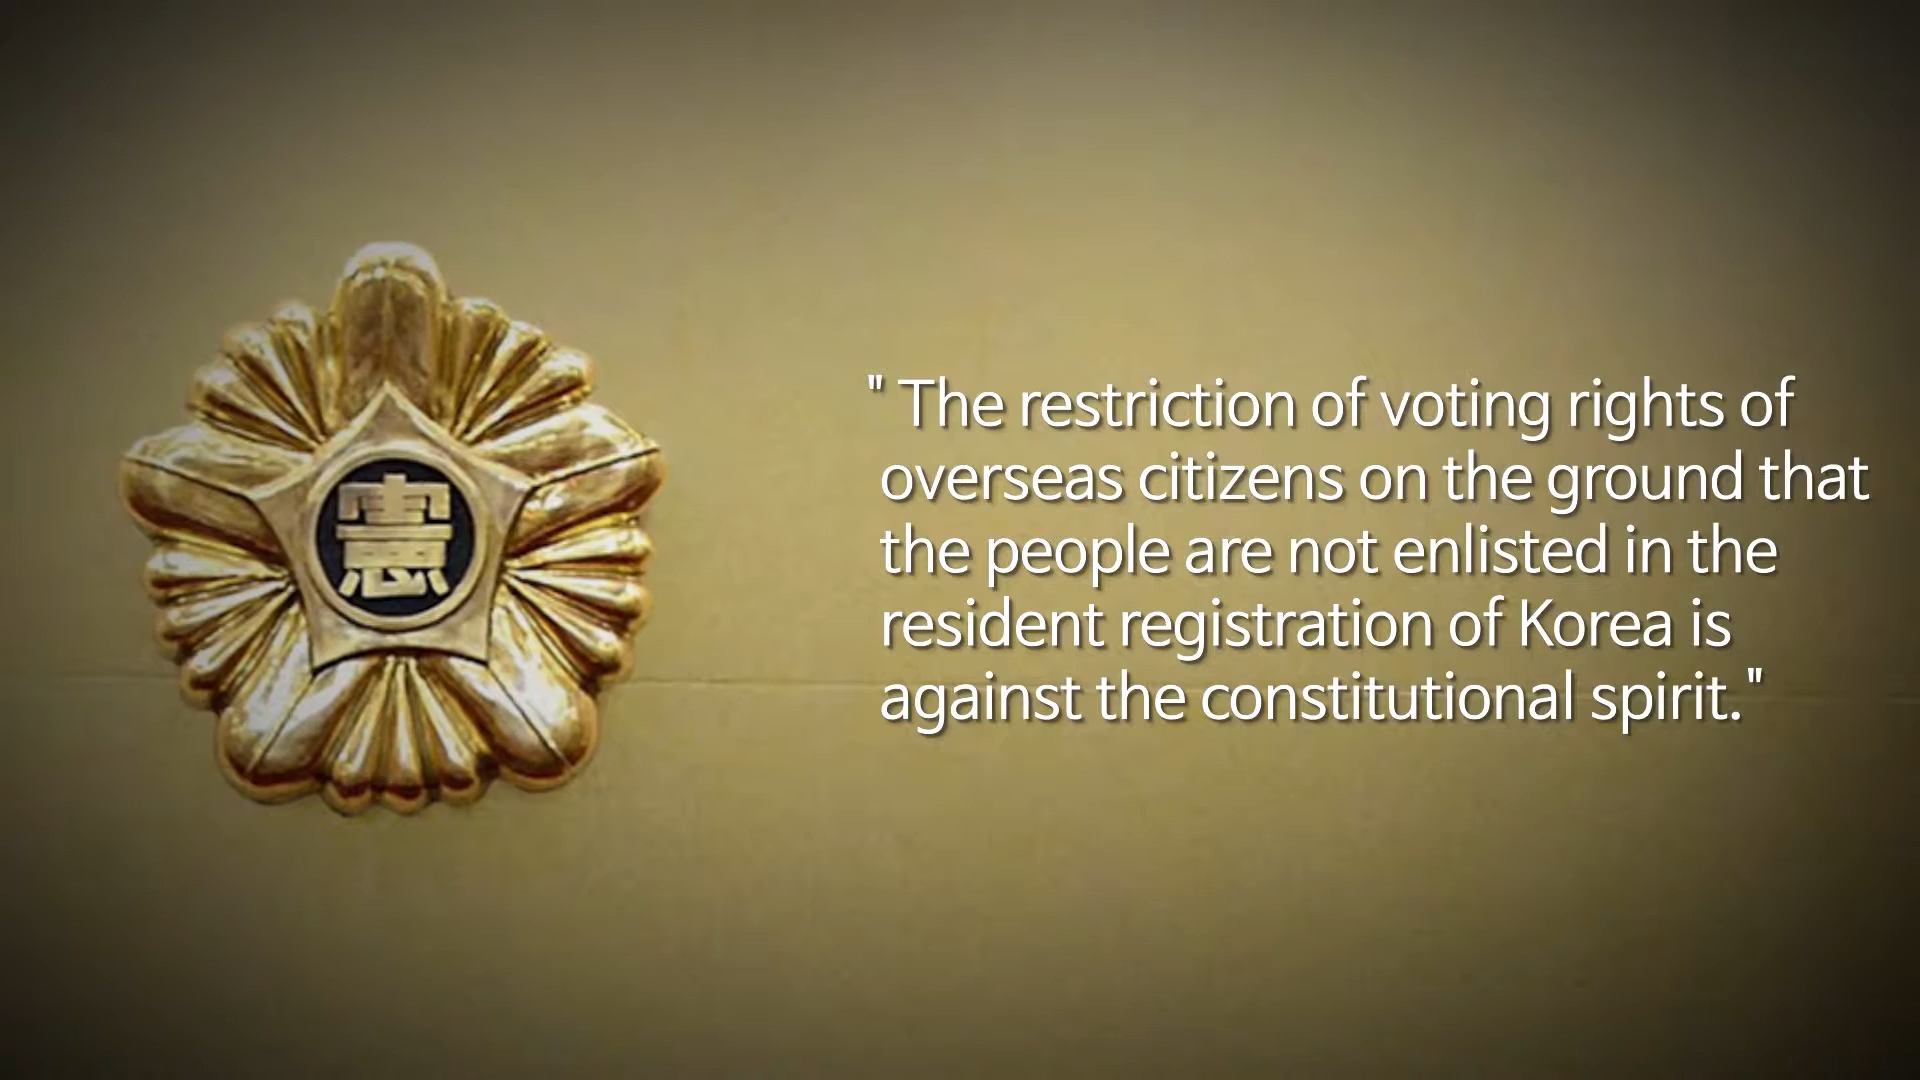 憲
" The restriction of voting rights of
overseas citizens on the ground that
the people are not enlisted in the
resident registration of Korea is
against the constitutional spirit."